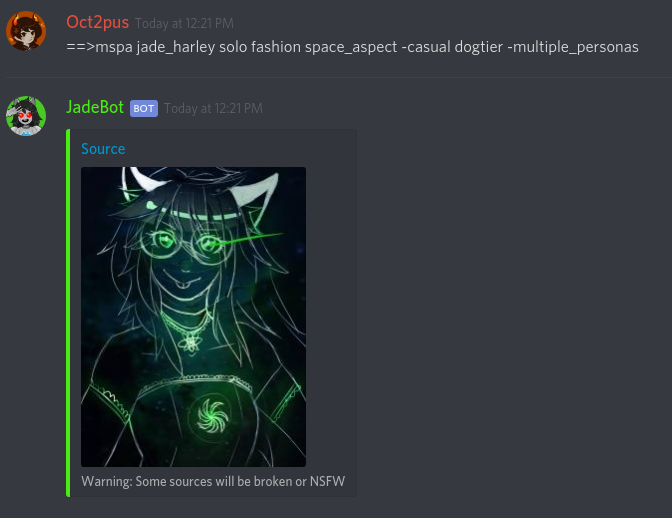 Oct2pus Today at 12:21 PM
==>mspa jade_harley solo fashion space_aspect -casual dogtier -multiple_personas
JadeBot BOT Today at 12:21 PM
Source
Warning: Some sources will be broken or NSFW